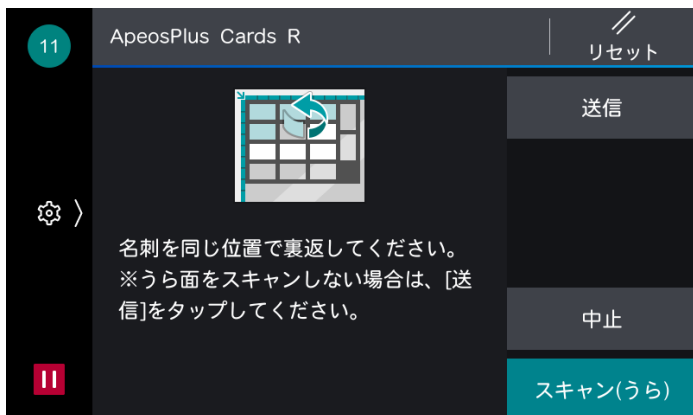 11
ApeosPlus Cards R
リセット
送信
名刺を同じ位置で裏返してください。
※うら面をスキャンしない場合は、[送
信]をタップしてください。
中止
スキャン(うら)